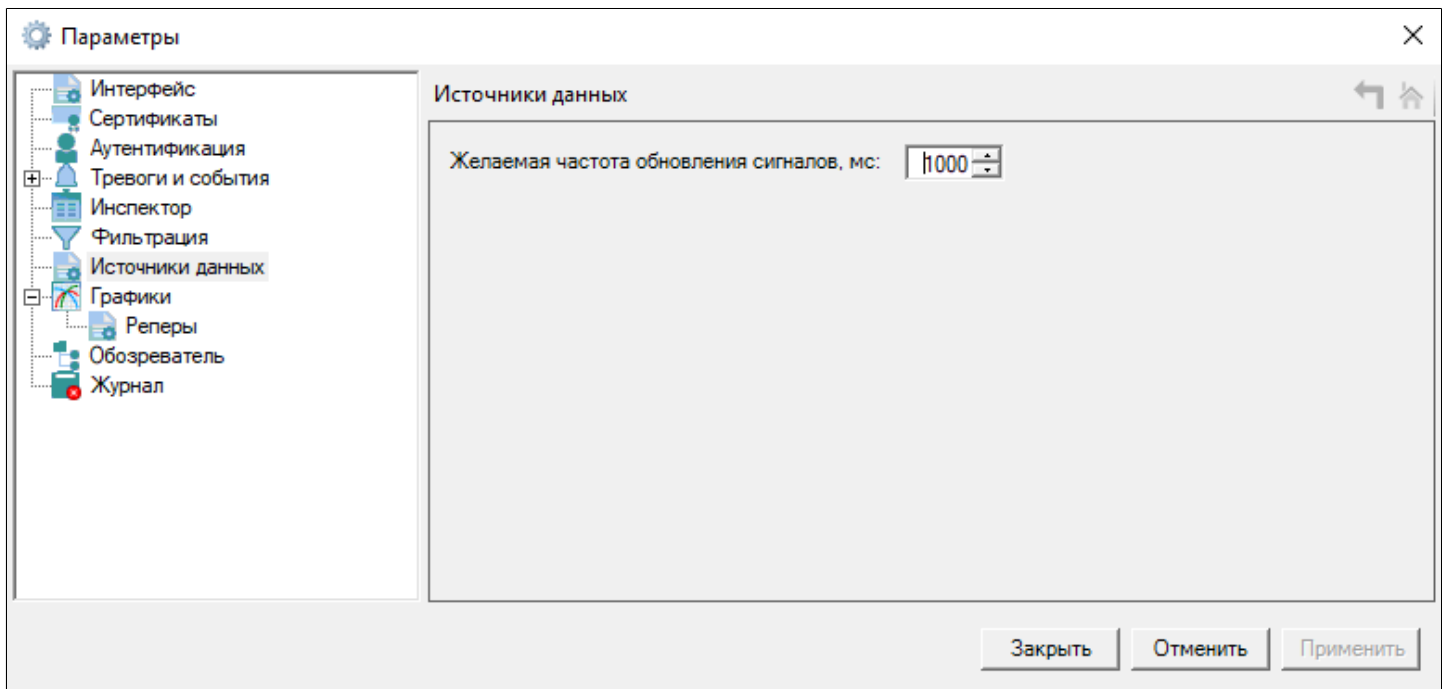 Параметры
Интерфейс
Сертификаты
Аутентификация
Тревоги и события
Инспектор
Фильтрация
Источники данных
Графики
Реперы
Обозреватель
Журнал
Источники данных
Желаемая частота обновления сигналов, мс: 1000
Закрыть Отменить Применить